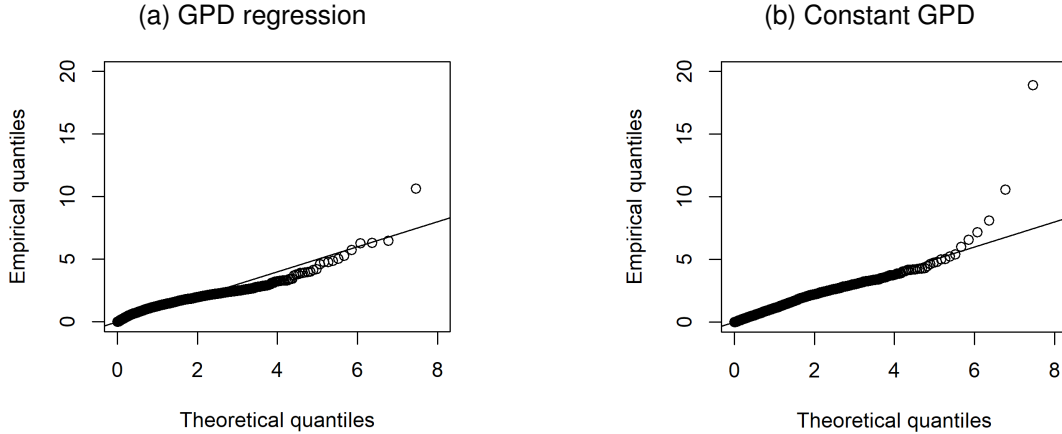 (a) GPD regression
Empirical quantiles
20
15
10
5
0
0 2 4 6 8
Theoretical quantiles
(b) Constant GPD
Empirical quantiles
20
15
10
5
0
0 2 4 6 8
Theoretical quantiles